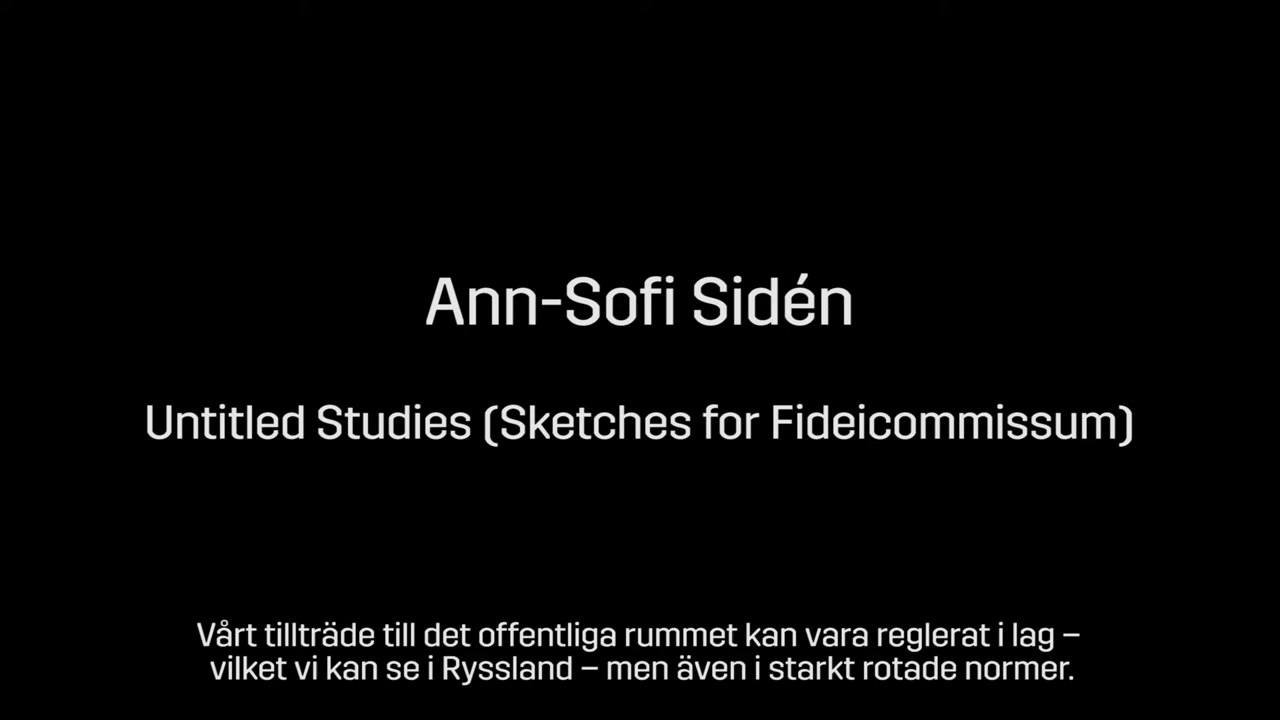 Ann-Sofi Sidén
Untitled Studies (Sketches for Fideicommissum)
Vårt tillträde till det offentliga rummet kan vara reglerat i lag –
vilket vi kan se i Ryssland – men även i starkt rotade normer.